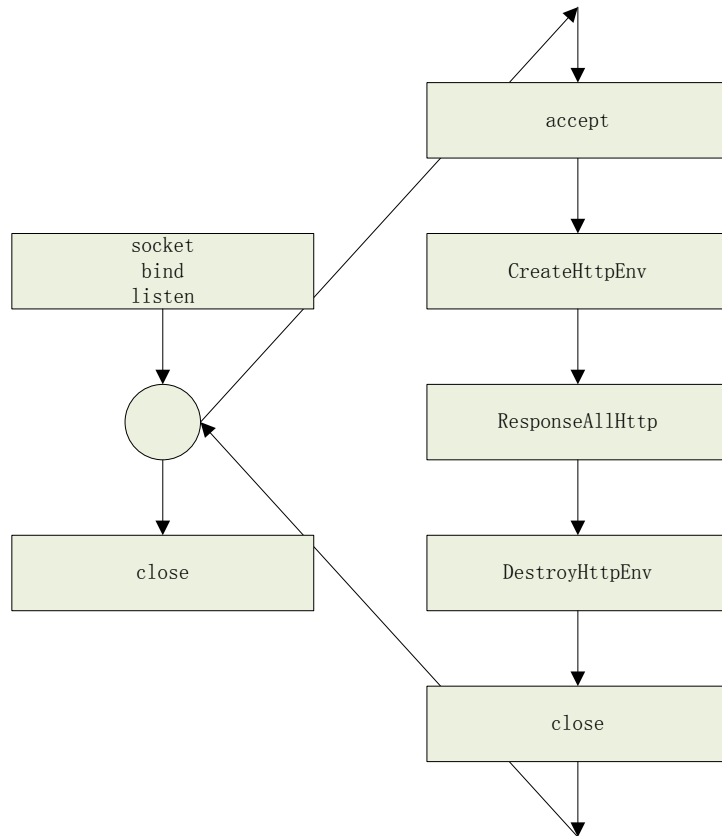 socket
bind
listen
close
accept
CreateHttpEnv
ResponseAllHttp
DestroyHttpEnv
close